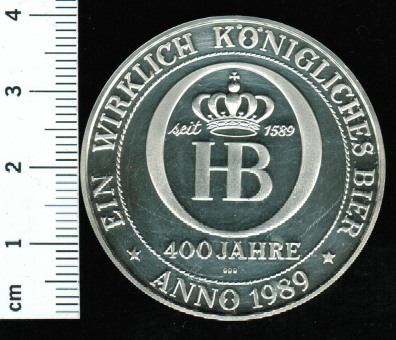 EIN WIRKLICH KÖNIGLICHES BIER
seit 1589
HB
400 JAHRE
ANNO 1989
4
3
2
1
cm